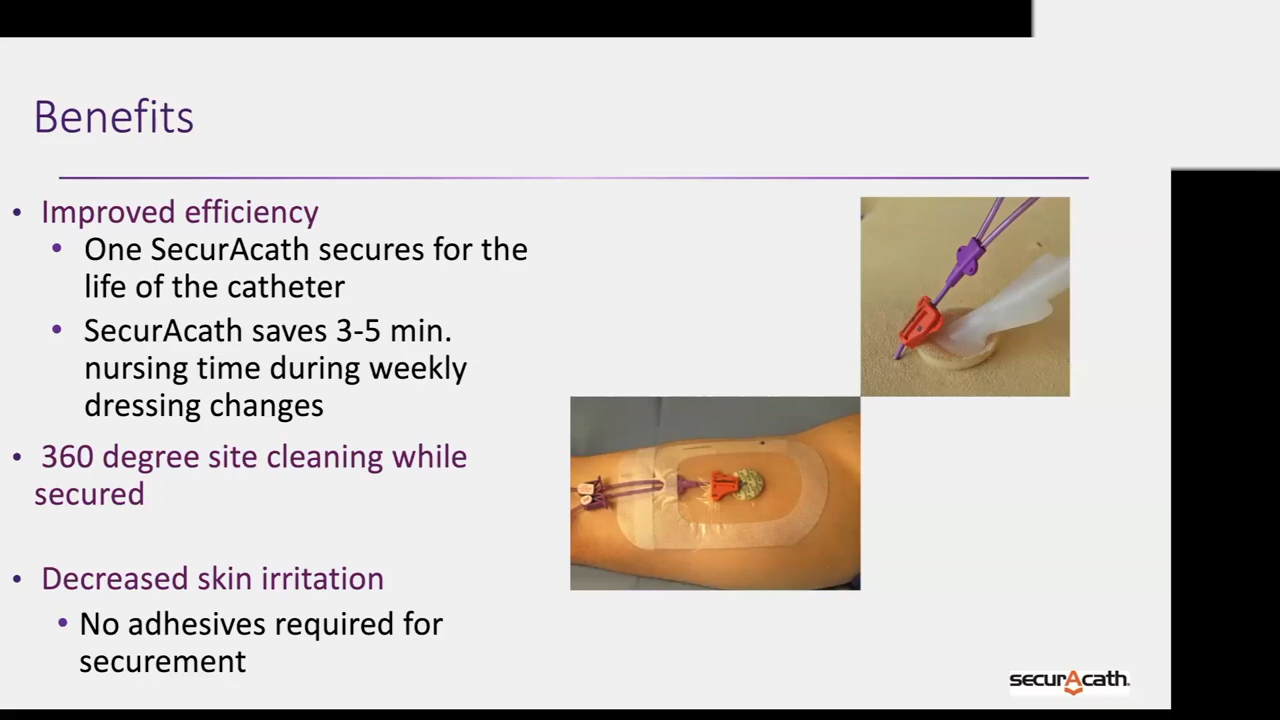 Benefits
• Improved efficiency
• One SecurAcath secures for the
life of the catheter
• SecurAcath saves 3-5 min.
nursing time during weekly
dressing changes
• 360 degree site cleaning while
secured
• Decreased skin irritation
• No adhesives required for
securement
securAcath.